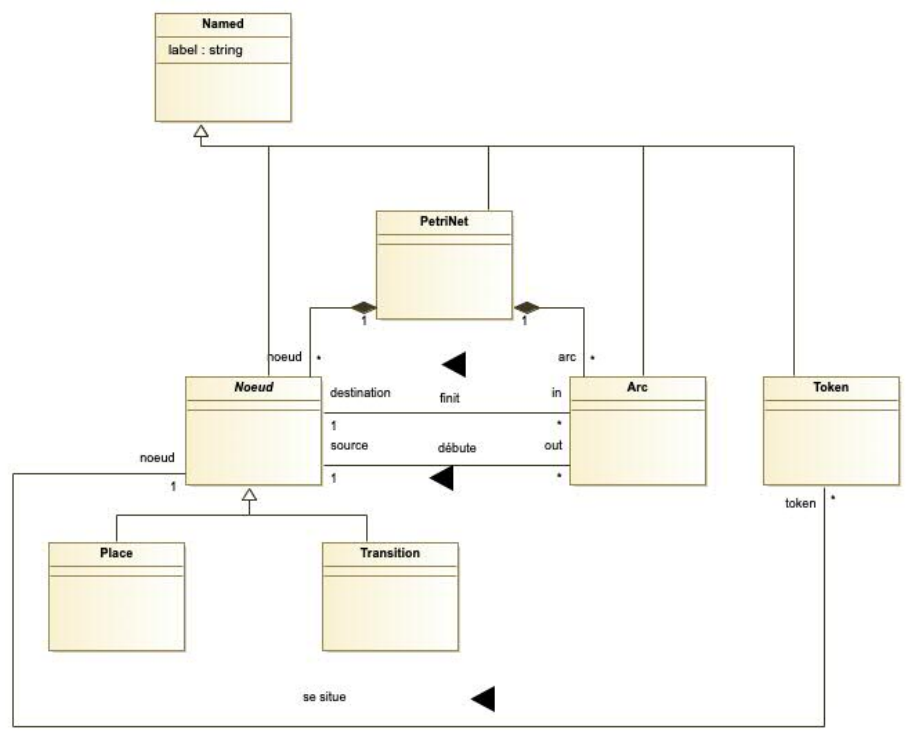 Named
label : string
PetriNet
1
1
noeud
*
arc
*
Noeud
destination
finit
in
Arc
Token
1
*
source
débute
out
noeud
1
*
1
token
*
Place
Transition
se situe